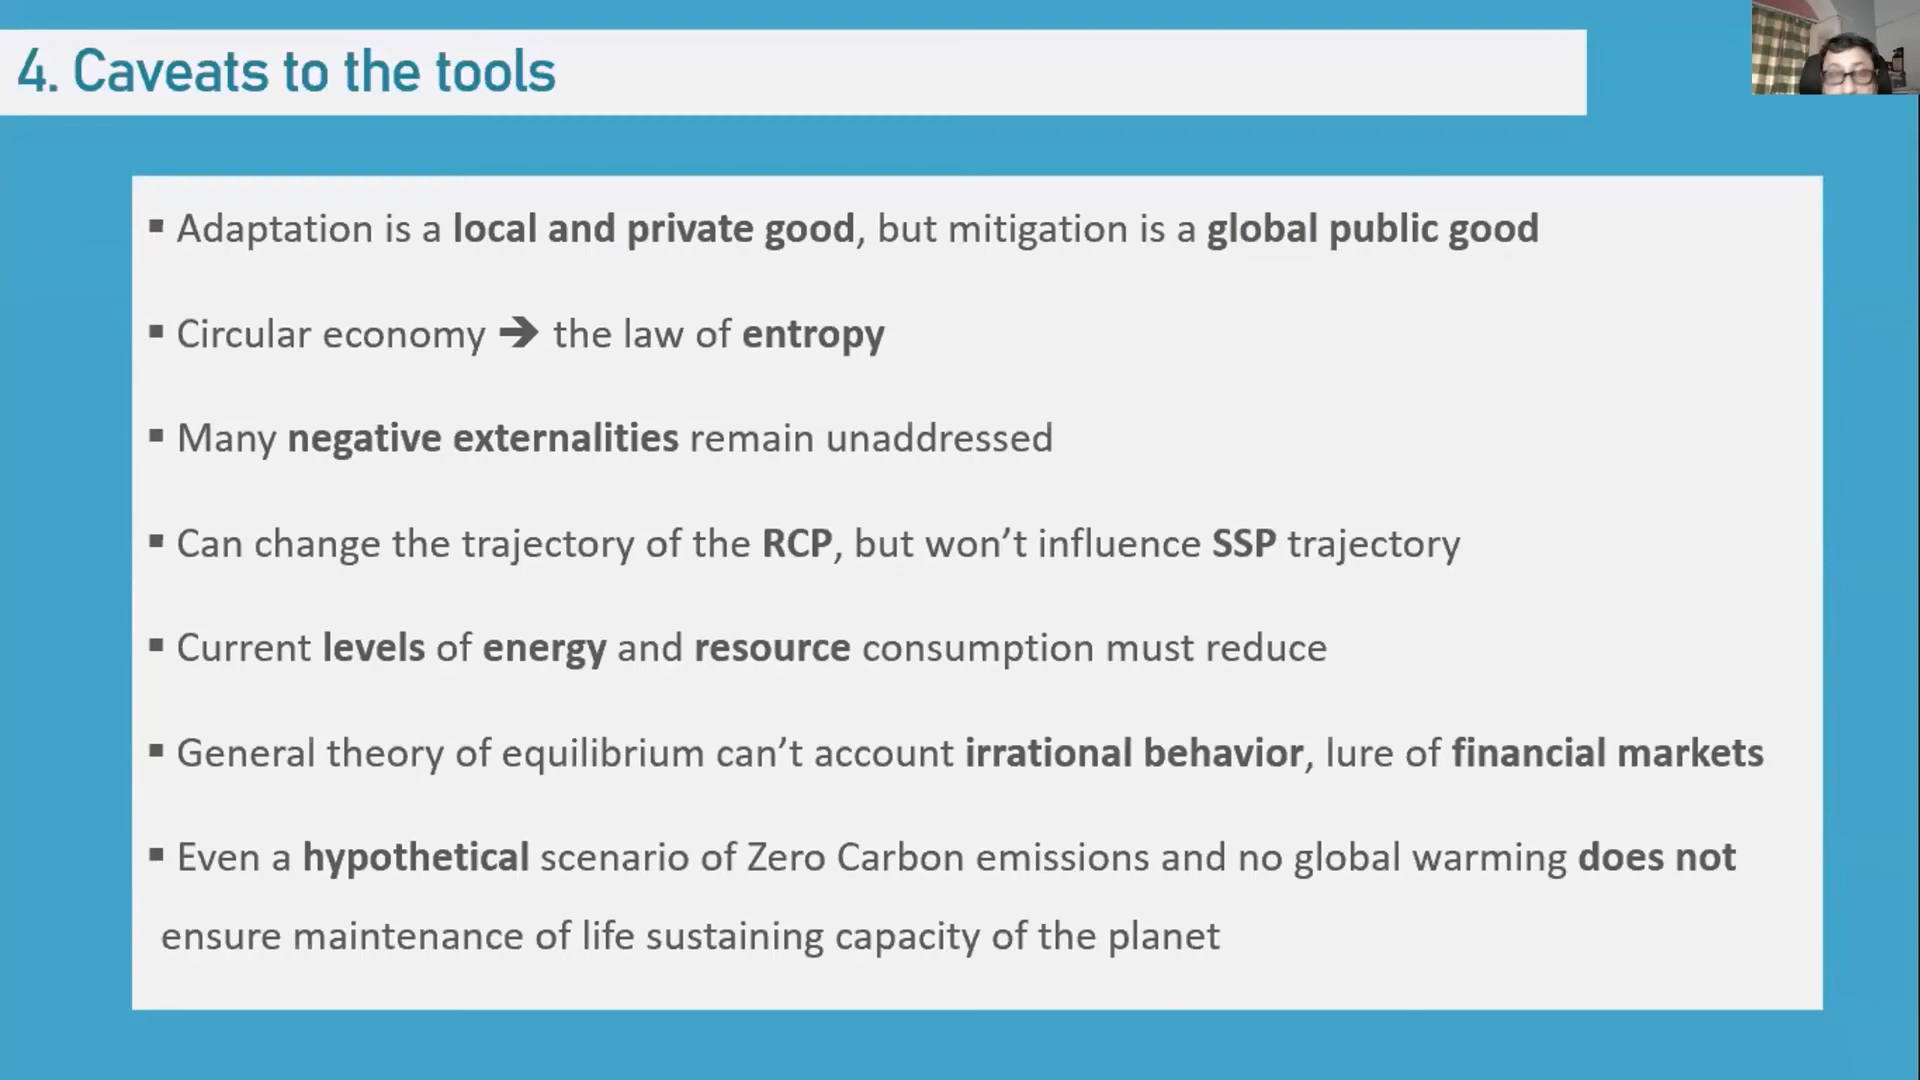 4. Caveats to the tools
▪ Adaptation is a local and private good, but mitigation is a global public good
▪ Circular economy ➔ the law of entropy
▪ Many negative externalities remain unaddressed
▪ Can change the trajectory of the RCP, but won’t influence SSP trajectory
▪ Current levels of energy and resource consumption must reduce
▪ General theory of equilibrium can’t account irrational behavior, lure of financial markets
▪ Even a hypothetical scenario of Zero Carbon emissions and no global warming does not
ensure maintenance of life sustaining capacity of the planet